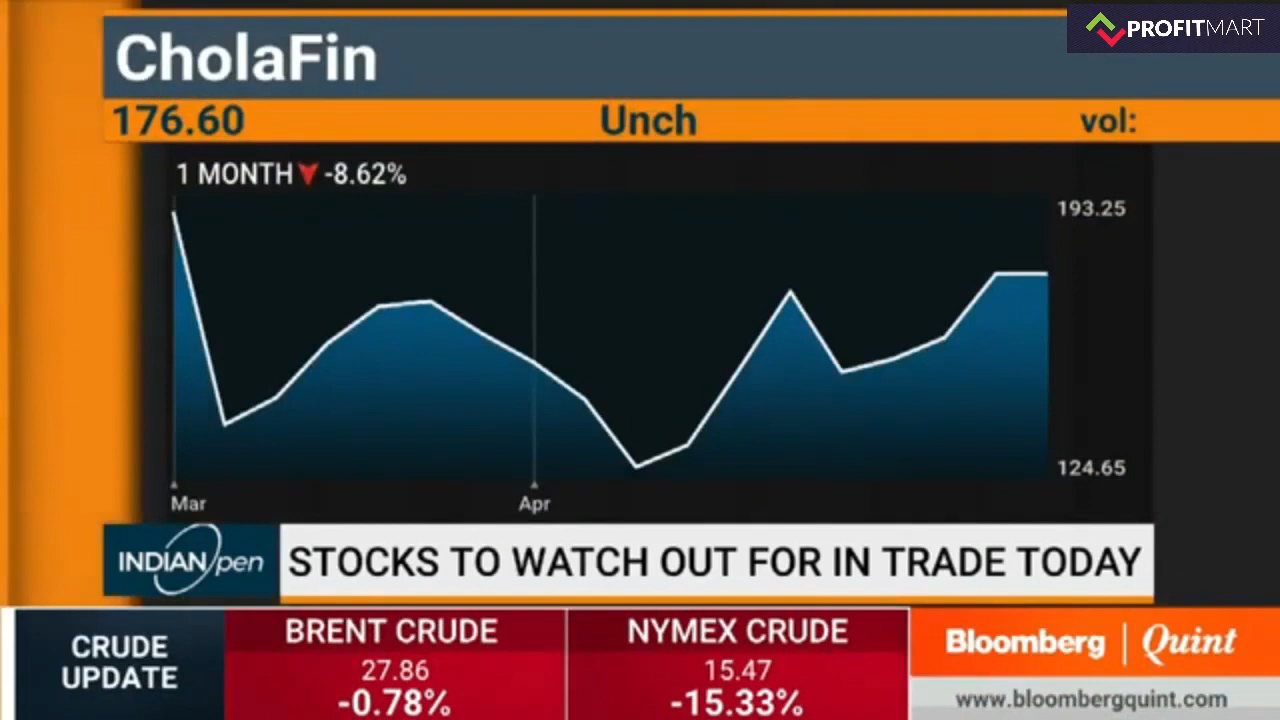 PROFITMART
CholaFin
176.60 Unch vol:
1 MONTH -8.62%
193.25
124.65
Mar Apr
INDIAN Open STOCKS TO WATCH OUT FOR IN TRADE TODAY
CRUDE UPDATE
BRENT CRUDE
27.86
-0.78%
NYMEX CRUDE
15.47
-15.33%
Bloomberg | Quint
www.bloombergquint.com